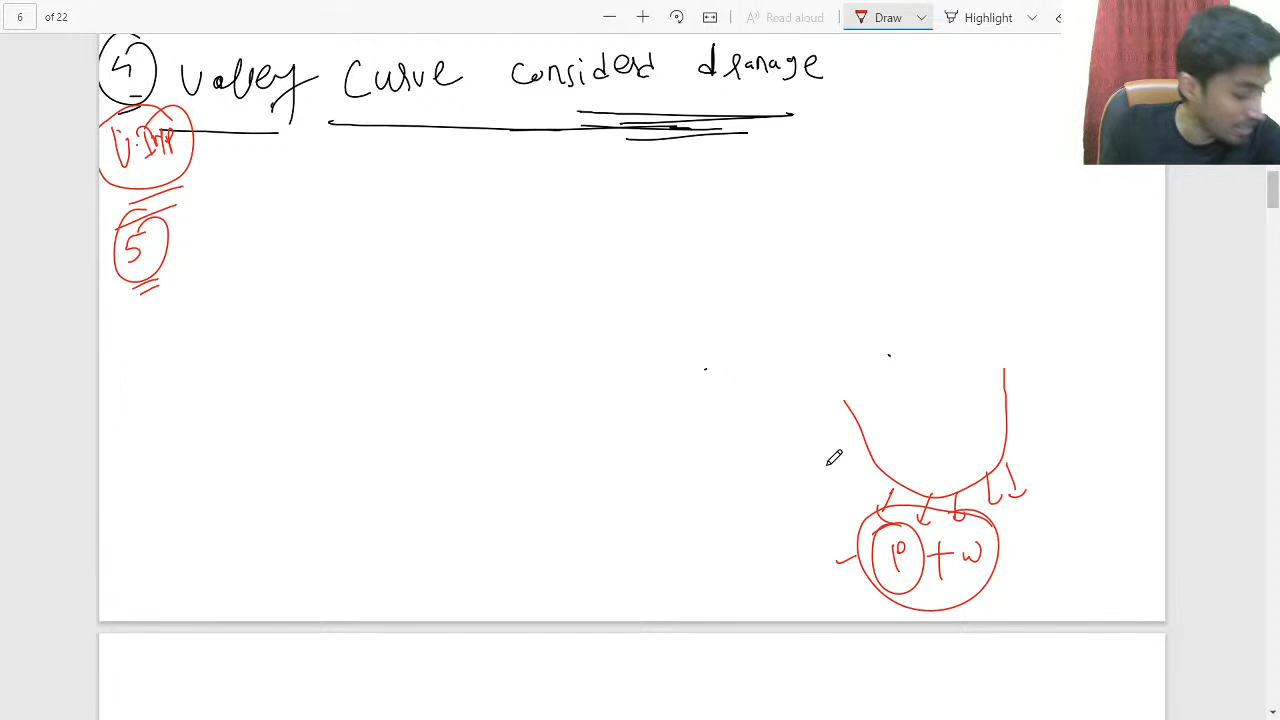 6 of 22
Read aloud
Draw
Highlight
4 valley Curve considerd dranage
V.Imp
5
P + w